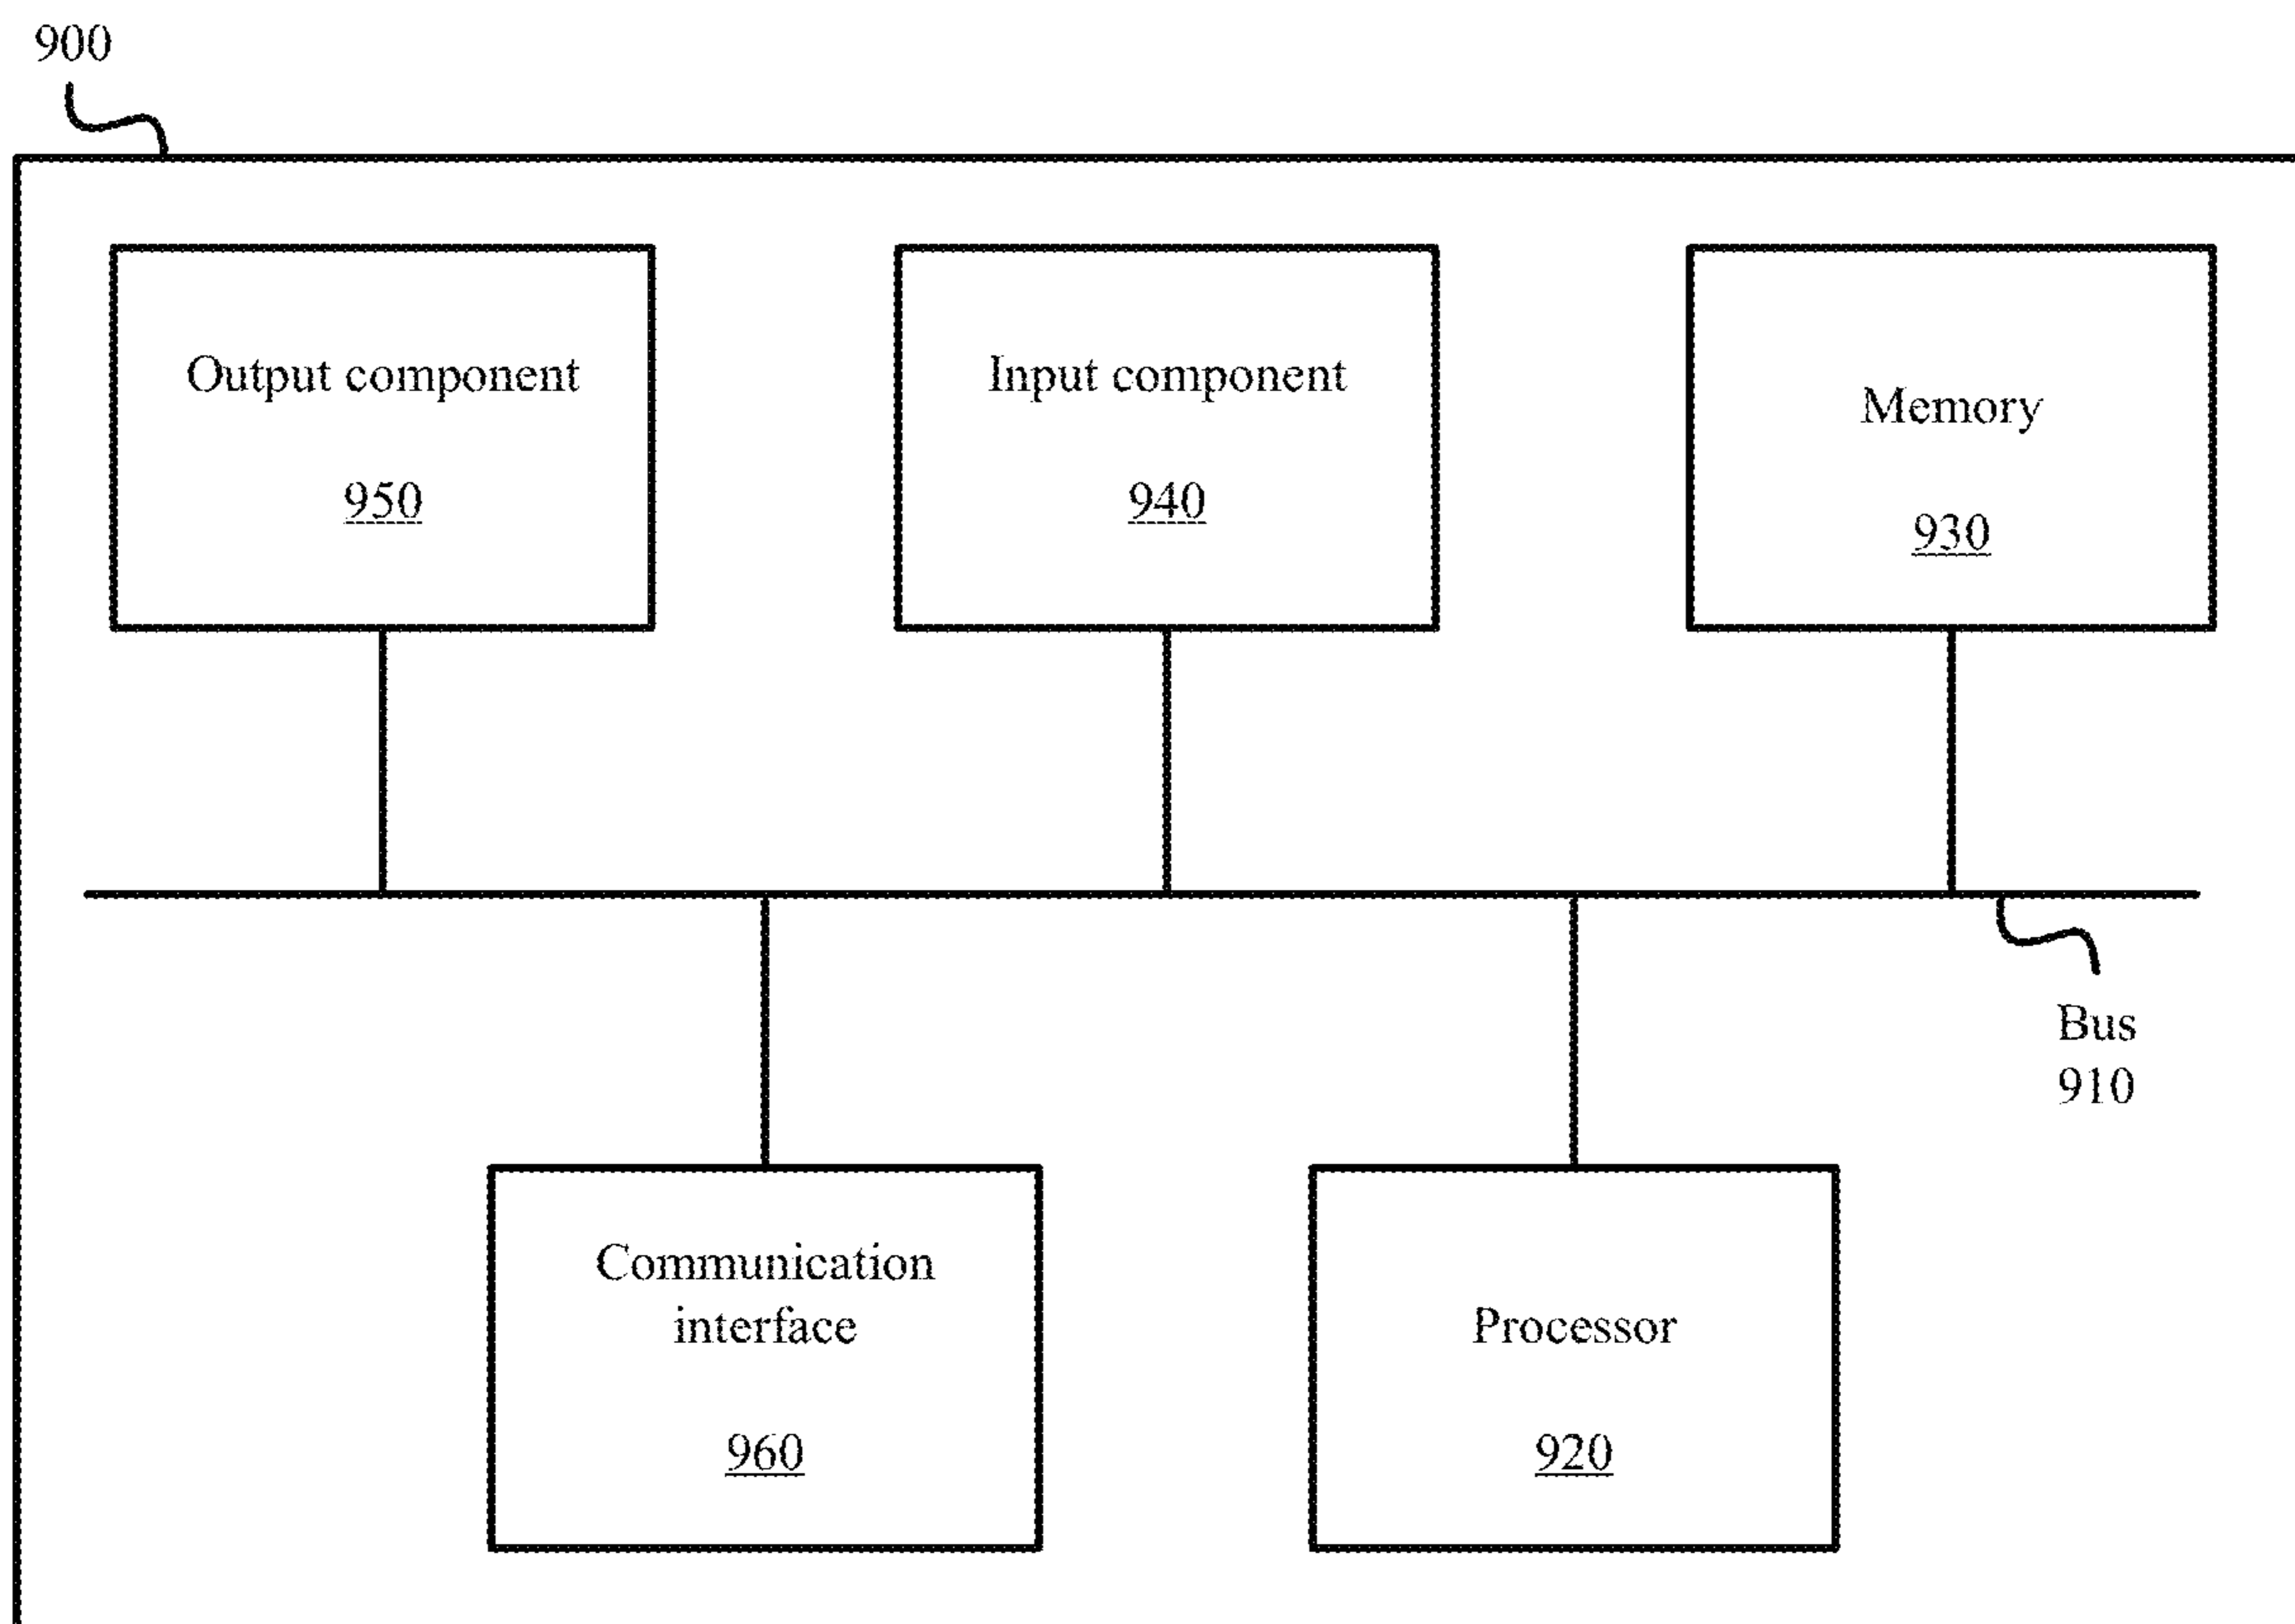 900
Output component
950
Input component
940
Memory
930
Bus
910
Communication
interface
960
Processor
920